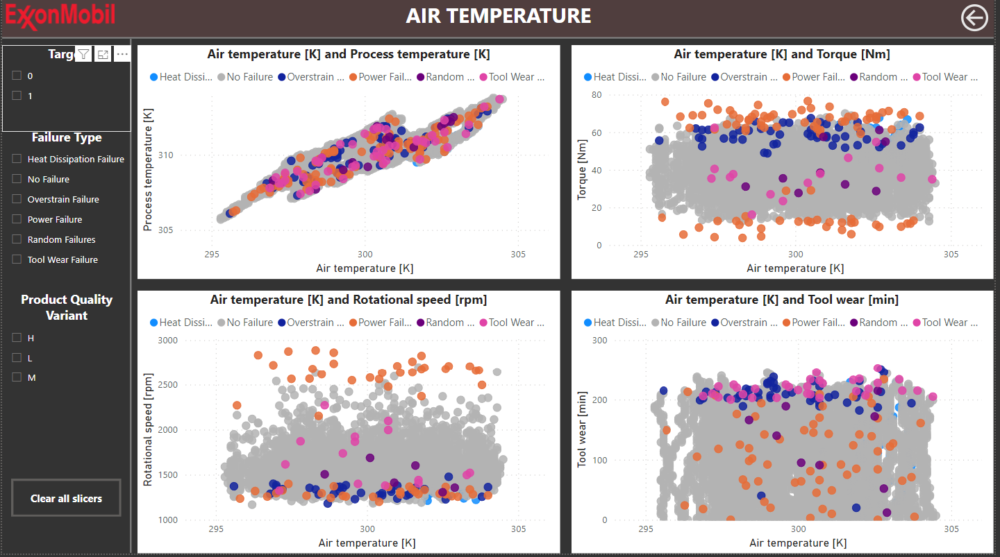 ExxonMobil
AIR TEMPERATURE
Targ
0
1
Failure Type
Heat Dissipation Failure
No Failure
Overstrain Failure
Power Failure
Random Failures
Tool Wear Failure
Product Quality
Variant
H
L
M
Clear all slicers
Air temperature [K] and Process temperature [K]
Heat Dissi... No Failure Overstrain ... Power Fail... Random ... Tool Wear ...
Process temperature [K]
310
305
295 300 305
Air temperature [K]
Air temperature [K] and Torque [Nm]
Heat Dissi... No Failure Overstrain ... Power Fail... Random ... Tool Wear ...
Torque [Nm]
80
60
40
20
0
295 300 305
Air temperature [K]
Air temperature [K] and Rotational speed [rpm]
Heat Dissi... No Failure Overstrain ... Power Fail... Random ... Tool Wear ...
Rotational speed [rpm]
3000
2500
2000
1500
1000
295 300 305
Air temperature [K]
Air temperature [K] and Tool wear [min]
Heat Dissi... No Failure Overstrain ... Power Fail... Random ... Tool Wear ...
Tool wear [min]
300
200
100
0
295 300 305
Air temperature [K]